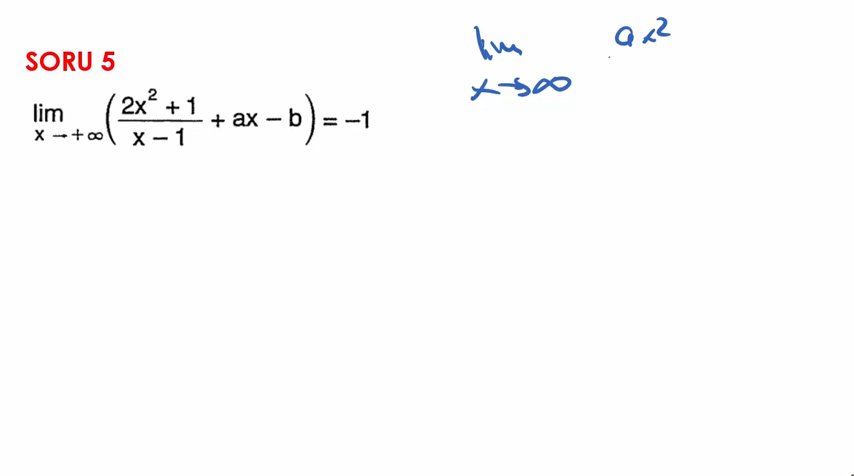 SORU 5
lim x → +∞ ( (2x² + 1)/(x − 1) + ax − b ) = −1
lim x→∞ ax²